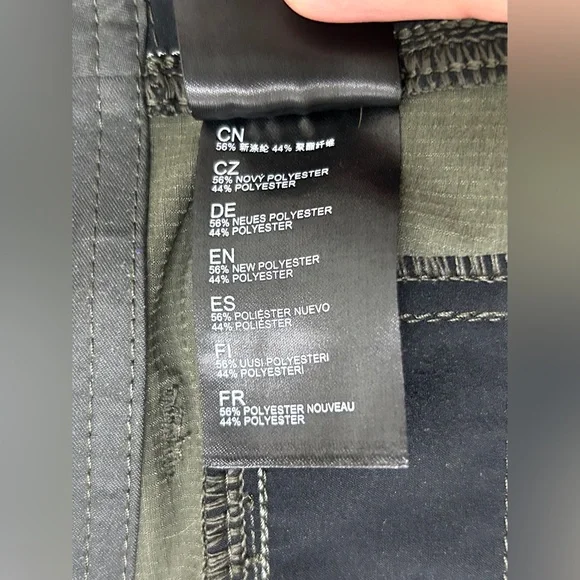 CN
56% 新涤纶 44% 聚酯纤维
CZ
56% NOVÝ POLYESTER
44% POLYESTER
DE
56% NEUES POLYESTER
44% POLYESTER
EN
56% NEW POLYESTER
44% POLYESTER
ES
56% POLIÉSTER NUEVO
44% POLIÉSTER
FI
56% UUSI POLYESTERI
44% POLYESTERI
FR
56% POLYESTER NOUVEAU
44% POLYESTER